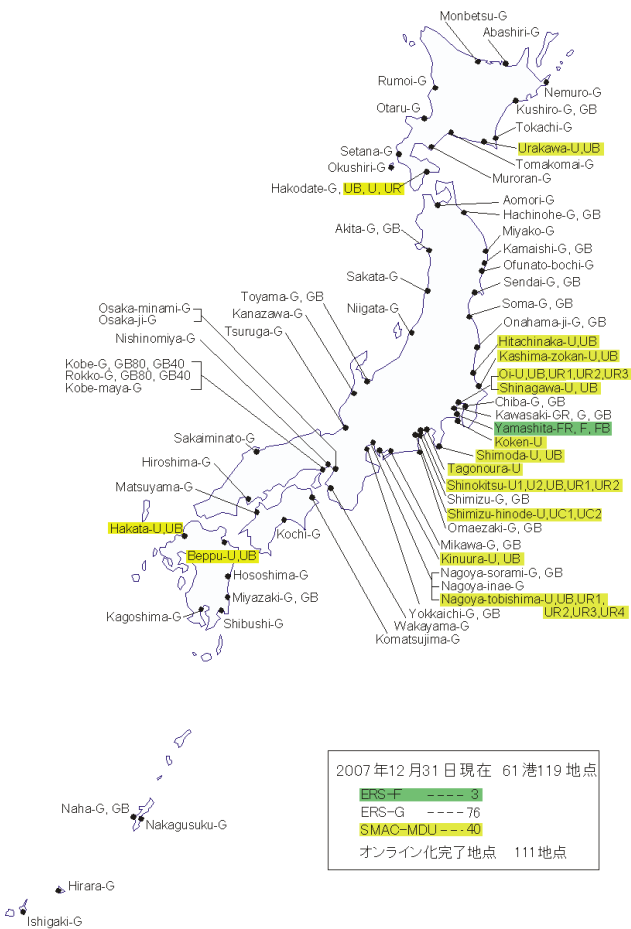 Monbetsu-G
Abashiri-G
Rumoi-G
Nemuro-G
Otaru-G
Kushiro-G, GB
Tokachi-G
Urakawa-U,UB
Setana-G
Tomakomai-G
Okushiri-G
Muroran-G
Hakodate-G, UB, U, UR
Aomori-G
Hachinohe-G, GB
Akita-G, GB
Miyako-G
Kamaishi-G, GB
Ofunato-bochi-G
Sakata-G
Sendai-G, GB
Toyama-G, GB
Soma-G, GB
Osaka-minami-G
Osaka-ji-G
Kanazawa-G
Niigata-G
Onahama-ji-G, GB
Tsuruga-G
Nishinomiya-G
Hitachinaka-U,UB
Kashima-zokan-U,UB
Kobe-G, GB80, GB40
Rokko-G, GB80, GB40
Kobe-maya-G
Oi-U,UB,UR1,UR2,UR3
Shinagawa-U, UB
Chiba-G, GB
Kawasaki-GR, G, GB
Yamashita-FR, F, FB
Sakaiminato-G
Koken-U
Shimoda-U, UB
Hiroshima-G
Tagonoura-U
Matsuyama-G
Shinokitsu-U1,U2,UB,UR1,UR2
Shimizu-G, GB
Shimizu-hinode-U,UC1,UC2
Hakata-U,UB
Kochi-G
Omaezaki-G, GB
Mikawa-G, GB
Beppu-U,UB
Kinuura-U, UB
Hososhima-G
Nagoya-sorami-G, GB
Nagoya-inae-G
Miyazaki-G, GB
Nagoya-tobishima-U,UB,UR1,
UR2,UR3,UR4
Kagoshima-G
Shibushi-G
Yokkaichi-G, GB
Wakayama-G
Komatsujima-G
2007年12月31日現在 61港119地点
ERS-F ---- 3
ERS-G ---- 76
SMAC-MDU ---- 40
オンライン化完了地点 111地点
Naha-G, GB
Nakagusuku-G
Hirara-G
Ishigaki-G